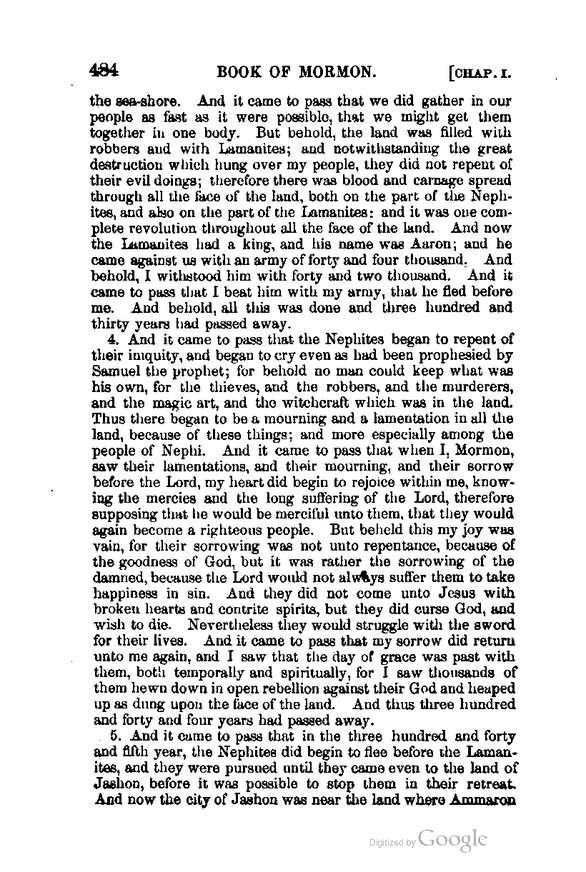 484 BOOK OF MORMON. [CHAP. I.
the sea-shore. And it came to pass that we did gather in our
people as fast as it were possible, that we might get them
together in one body. But behold, the land was filled with
robbers and with Lamanites; and notwithstanding the great
destruction which hung over my people, they did not repent of
their evil doings; therefore there was blood and carnage spread
through all the face of the land, both on the part of the Neph-
ites, and also on the part of the Lamanites: and it was one com-
plete revolution throughout all the face of the land. And now
the Lamanites had a king, and his name was Aaron; and he
came against us with an army of forty and four thousand. And
behold, I withstood him with forty and two thousand. And it
came to pass that I beat him with my army, that he fled before
me. And behold, all this was done and three hundred and
thirty years had passed away.
4. And it came to pass that the Nephites began to repent of
their iniquity, and began to cry even as had been prophesied by
Samuel the prophet; for behold no man could keep what was
his own, for the thieves, and the robbers, and the murderers,
and the magic art, and the witchcraft which was in the land.
Thus there began to be a mourning and a lamentation in all the
land, because of these things; and more especially among the
people of Nephi. And it came to pass that when I, Mormon,
saw their lamentations, and their mourning, and their sorrow
before the Lord, my heart did begin to rejoice within me, know-
ing the mercies and the long suffering of the Lord, therefore
supposing that he would be merciful unto them, that they would
again become a righteous people. But behold this my joy was
vain, for their sorrowing was not unto repentance, because of
the goodness of God, but it was rather the sorrowing of the
damned, because the Lord would not always suffer them to take
happiness in sin. And they did not come unto Jesus with
broken hearts and contrite spirits, but they did curse God, and
wish to die. Nevertheless they would struggle with the sword
for their lives. And it came to pass that my sorrow did return
unto me again, and I saw that the day of grace was past with
them, both temporally and spiritually, for I saw thousands of
them hewn down in open rebellion against their God and heaped
up as dung upon the face of the land. And thus three hundred
and forty and four years had passed away.
5. And it came to pass that in the three hundred and forty
and fifth year, the Nephites did begin to flee before the Laman-
ites, and they were pursued until they came even to the land of
Jashon, before it was possible to stop them in their retreat.
And now the city of Jashon was near the land where Ammaron
Digitized by Google